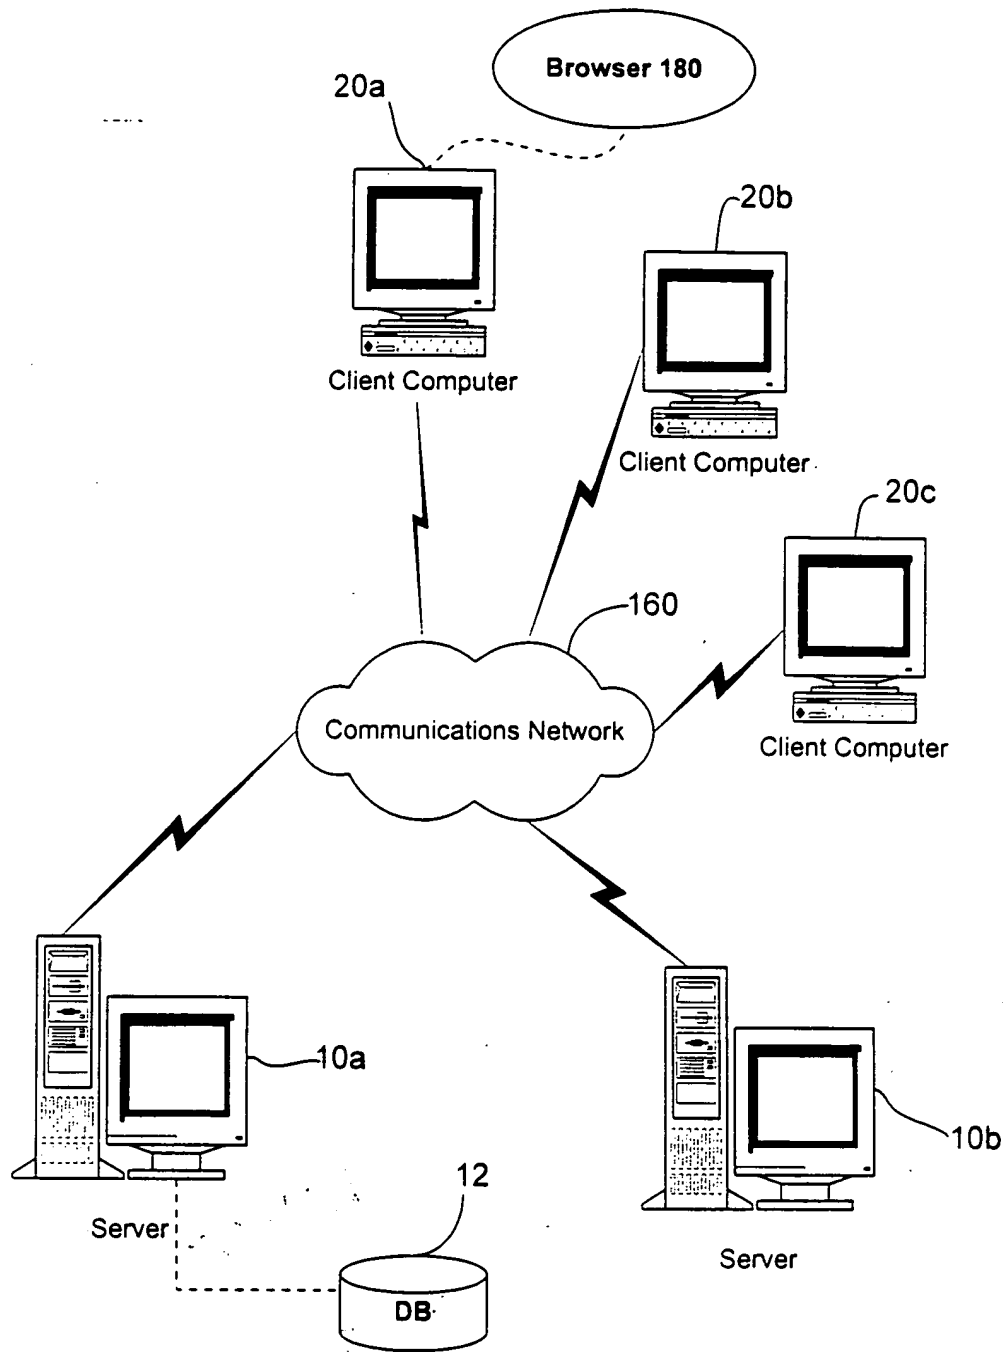 Browser 180
20a
20b
Client Computer
Client Computer
20c
160
Communications Network
Client Computer
10a
10b
12
Server
Server
DB